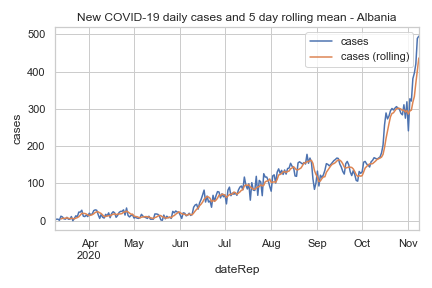 New COVID-19 daily cases and 5 day rolling mean - Albania
cases
cases (rolling)
500
400
300
200
100
0
cases
Apr
2020
May
Jun
Jul
Aug
Sep
Oct
Nov
dateRep